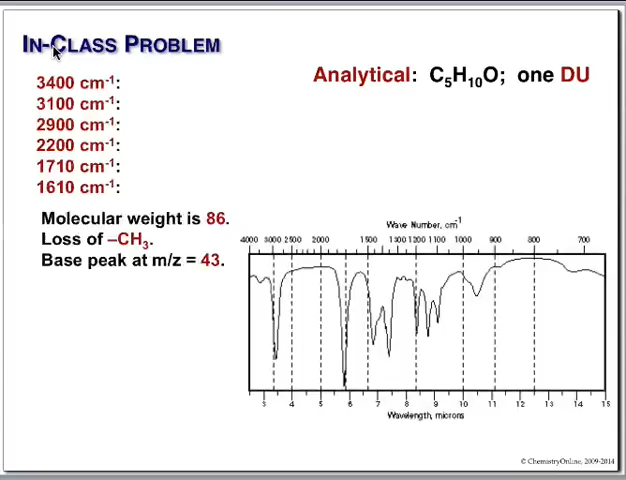 IN-CLASS PROBLEM
Analytical: C₅H₁₀O; one DU
3400 cm⁻¹:
3100 cm⁻¹:
2900 cm⁻¹:
2200 cm⁻¹:
1710 cm⁻¹:
1610 cm⁻¹:
Molecular weight is 86.
Loss of –CH₃.
Base peak at m/z = 43.
Wave Number, cm⁻¹
4000 3000 2500 2000 1500 1300 1200 1100 1000 900 800 700
3 4 5 6 7 8 9 10 11 12 13 14 15
Wavelength, microns
© ChemistryOnline, 2009-2014